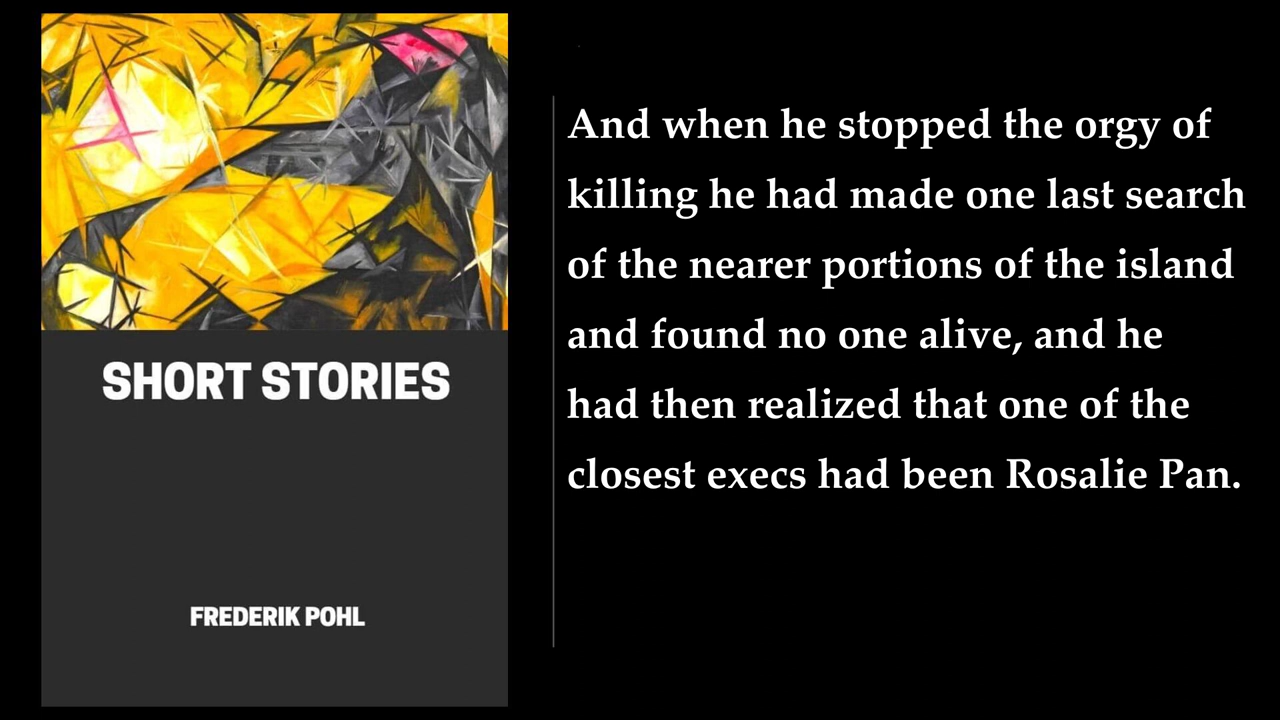 SHORT STORIES
FREDERIK POHL
And when he stopped the orgy of
killing he had made one last search
of the nearer portions of the island
and found no one alive, and he
had then realized that one of the
closest execs had been Rosalie Pan.